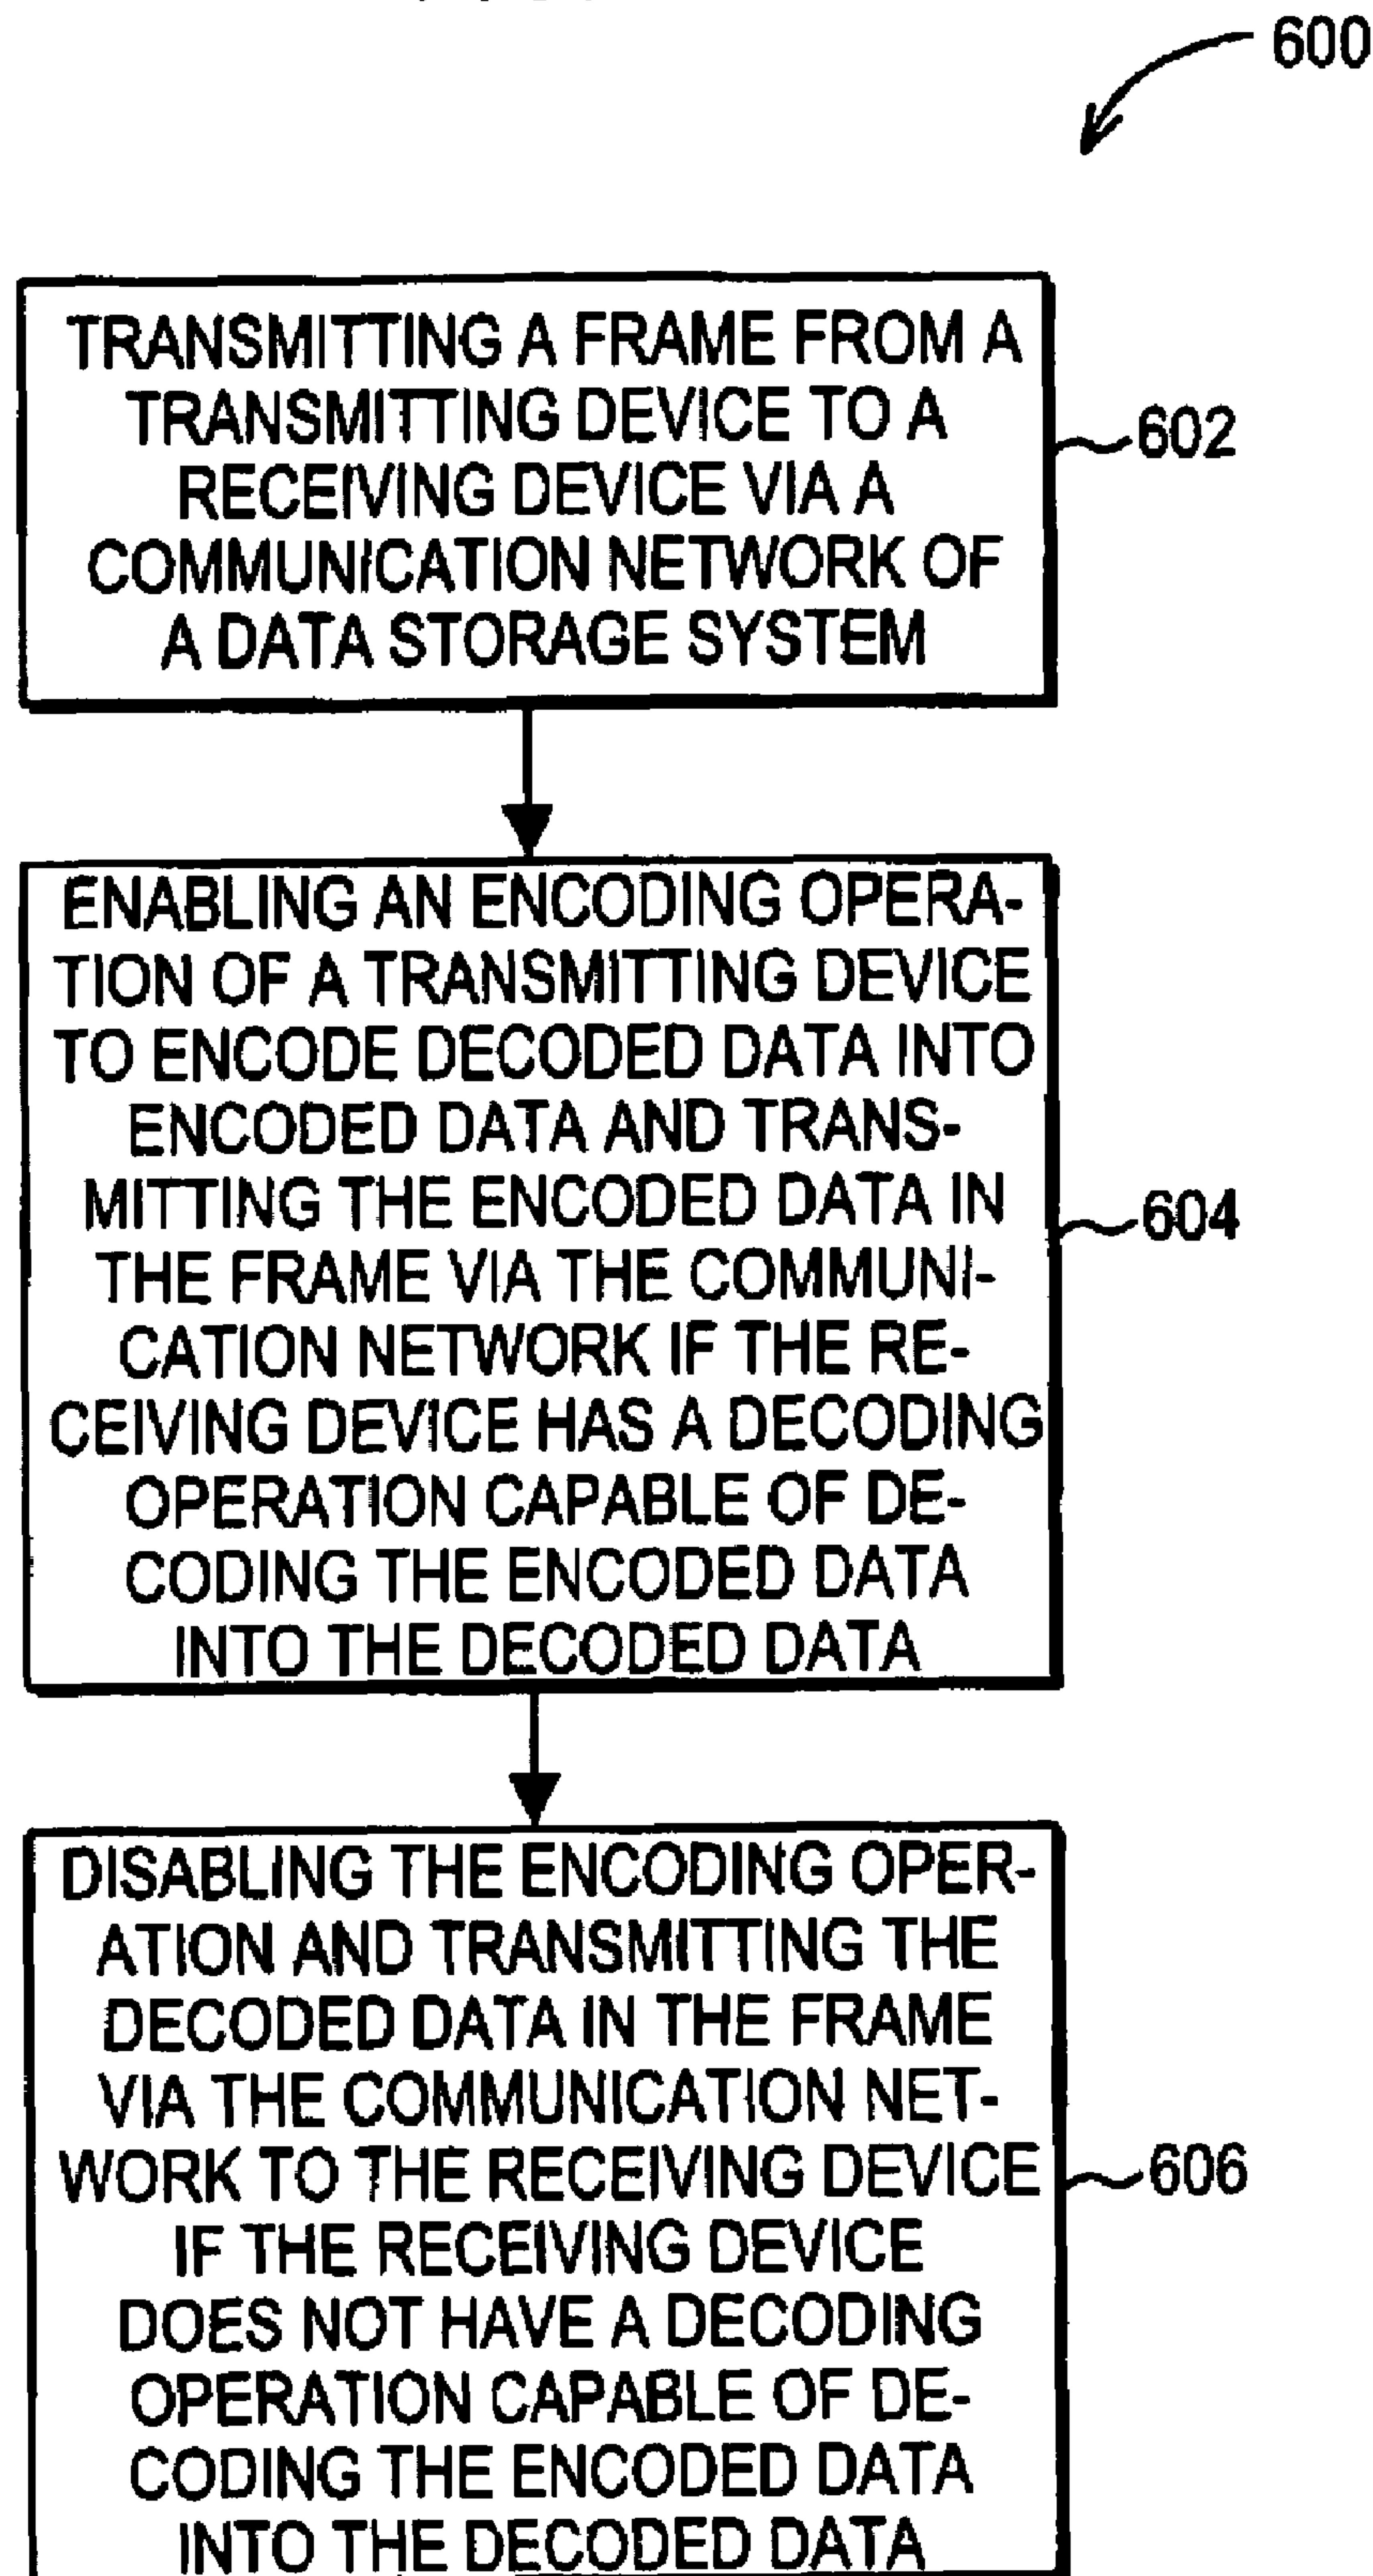 600
TRANSMITTING A FRAME FROM A
TRANSMITTING DEVICE TO A
RECEIVING DEVICE VIA A
COMMUNICATION NETWORK OF
A DATA STORAGE SYSTEM
602
ENABLING AN ENCODING OPERA-
TION OF A TRANSMITTING DEVICE
TO ENCODE DECODED DATA INTO
ENCODED DATA AND TRANS-
MITTING THE ENCODED DATA IN
THE FRAME VIA THE COMMUNI-
CATION NETWORK IF THE RE-
CEIVING DEVICE HAS A DECODING
OPERATION CAPABLE OF DE-
CODING THE ENCODED DATA
INTO THE DECODED DATA
604
DISABLING THE ENCODING OPER-
ATION AND TRANSMITTING THE
DECODED DATA IN THE FRAME
VIA THE COMMUNICATION NET-
WORK TO THE RECEIVING DEVICE
IF THE RECEIVING DEVICE
DOES NOT HAVE A DECODING
OPERATION CAPABLE OF DE-
CODING THE ENCODED DATA
INTO THE DECODED DATA
606